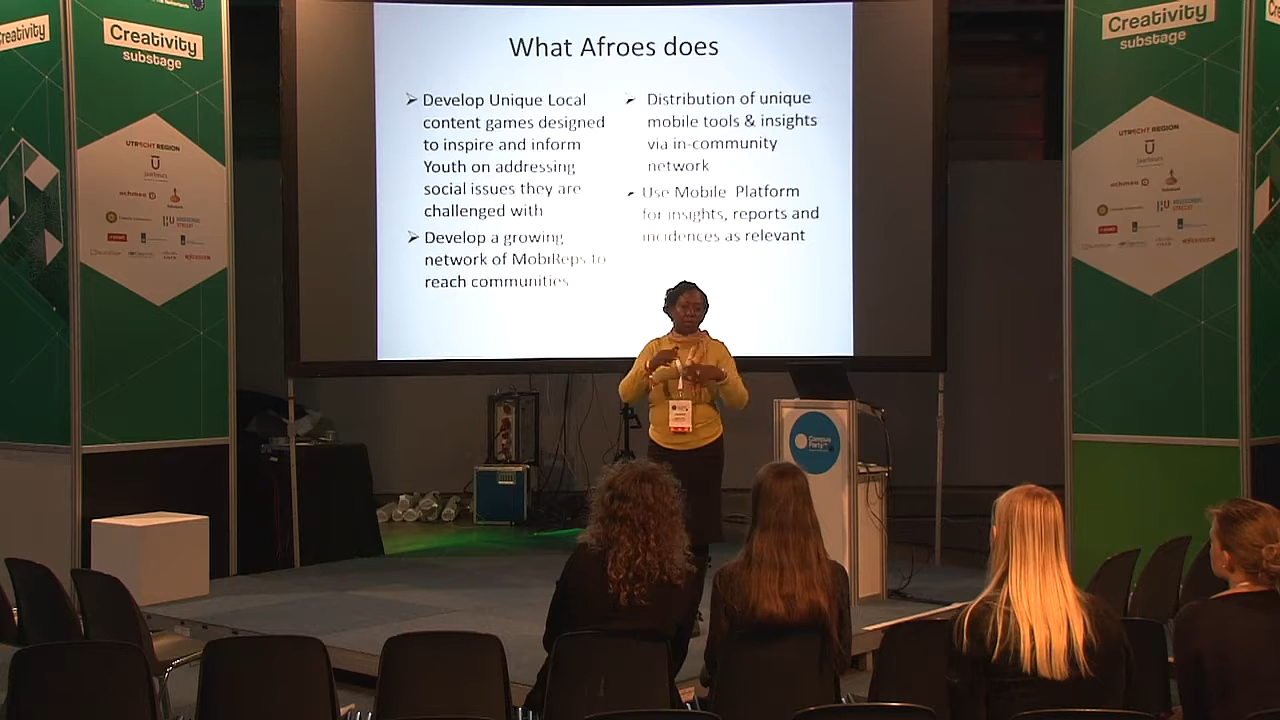 Creativity
substage
UTRECHT REGION
Creativity
substage
UTRECHT REGION
What Afroes does
Develop Unique Local
content games designed
to inspire and inform
Youth on addressing
social issues they are
challenged with
Develop a growing
network of MobiReps to
reach communities
Distribution of unique
mobile tools & insights
via in-community
network
Use Mobile Platform
for insights, reports and
incidences as relevant
Campus
Party